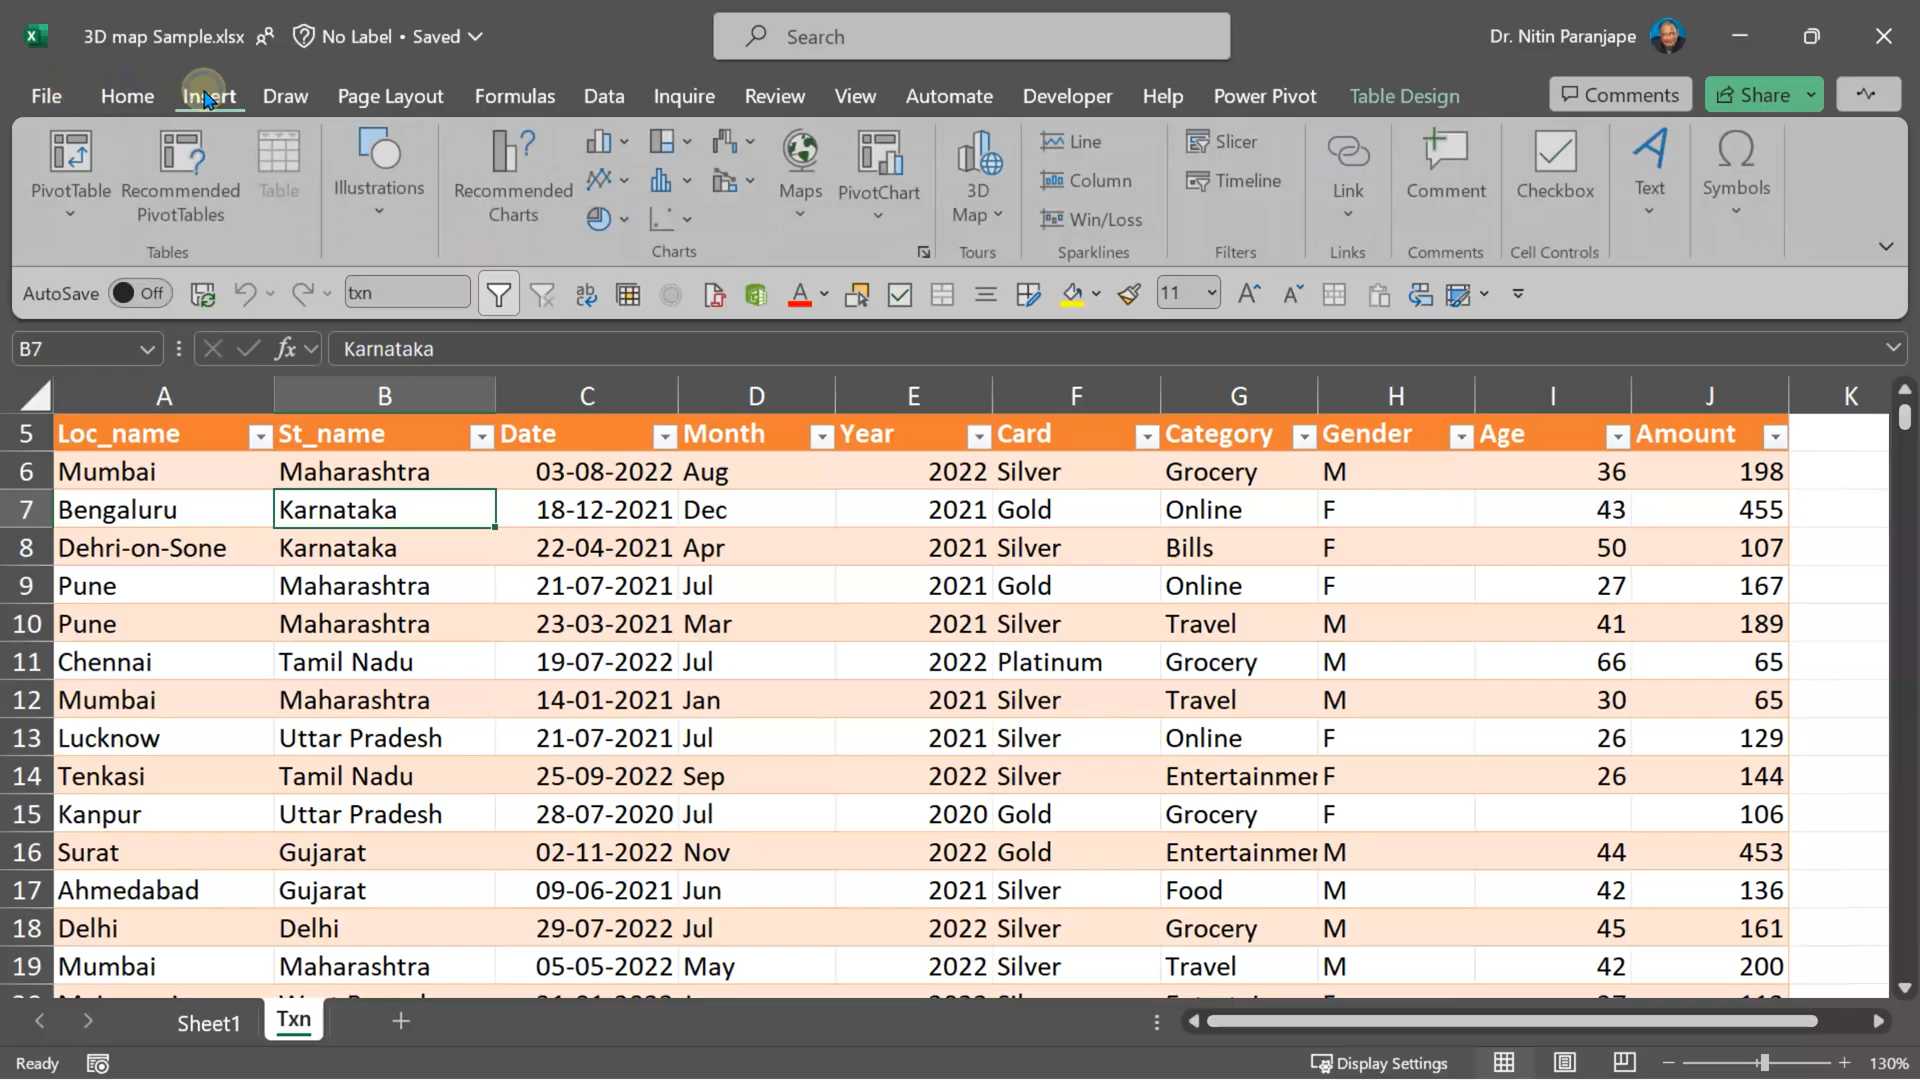 3D map Sample.xlsx No Label • Saved Search Dr. Nitin Paranjape
File Home Insert Draw Page Layout Formulas Data Inquire Review View Automate Developer Help Power Pivot Table Design Comments Share
PivotTable Recommended PivotTables Table Illustrations Recommended Charts Maps PivotChart 3D Map Line Column Win/Loss Slicer Timeline Link Comment Checkbox Text Symbols
Tables Charts Tours Sparklines Filters Links Comments Cell Controls
AutoSave Off txn 11
B7 fx Karnataka
A B C D E F G H I J K
5 Loc_name St_name Date Month Year Card Category Gender Age Amount
6 Mumbai Maharashtra 03-08-2022 Aug 2022 Silver Grocery M 36 198
7 Bengaluru Karnataka 18-12-2021 Dec 2021 Gold Online F 43 455
8 Dehri-on-Sone Karnataka 22-04-2021 Apr 2021 Silver Bills F 50 107
9 Pune Maharashtra 21-07-2021 Jul 2021 Gold Online F 27 167
10 Pune Maharashtra 23-03-2021 Mar 2021 Silver Travel M 41 189
11 Chennai Tamil Nadu 19-07-2022 Jul 2022 Platinum Grocery M 66 65
12 Mumbai Maharashtra 14-01-2021 Jan 2021 Silver Travel M 30 65
13 Lucknow Uttar Pradesh 21-07-2021 Jul 2021 Silver Online F 26 129
14 Tenkasi Tamil Nadu 25-09-2022 Sep 2022 Silver Entertainmer F 26 144
15 Kanpur Uttar Pradesh 28-07-2020 Jul 2020 Gold Grocery F 106
16 Surat Gujarat 02-11-2022 Nov 2022 Gold Entertainmer M 44 453
17 Ahmedabad Gujarat 09-06-2021 Jun 2021 Silver Food M 42 136
18 Delhi Delhi 29-07-2022 Jul 2022 Silver Grocery M 45 161
19 Mumbai Maharashtra 05-05-2022 May 2022 Silver Travel M 42 200
Sheet1 Txn
Ready Display Settings 130%